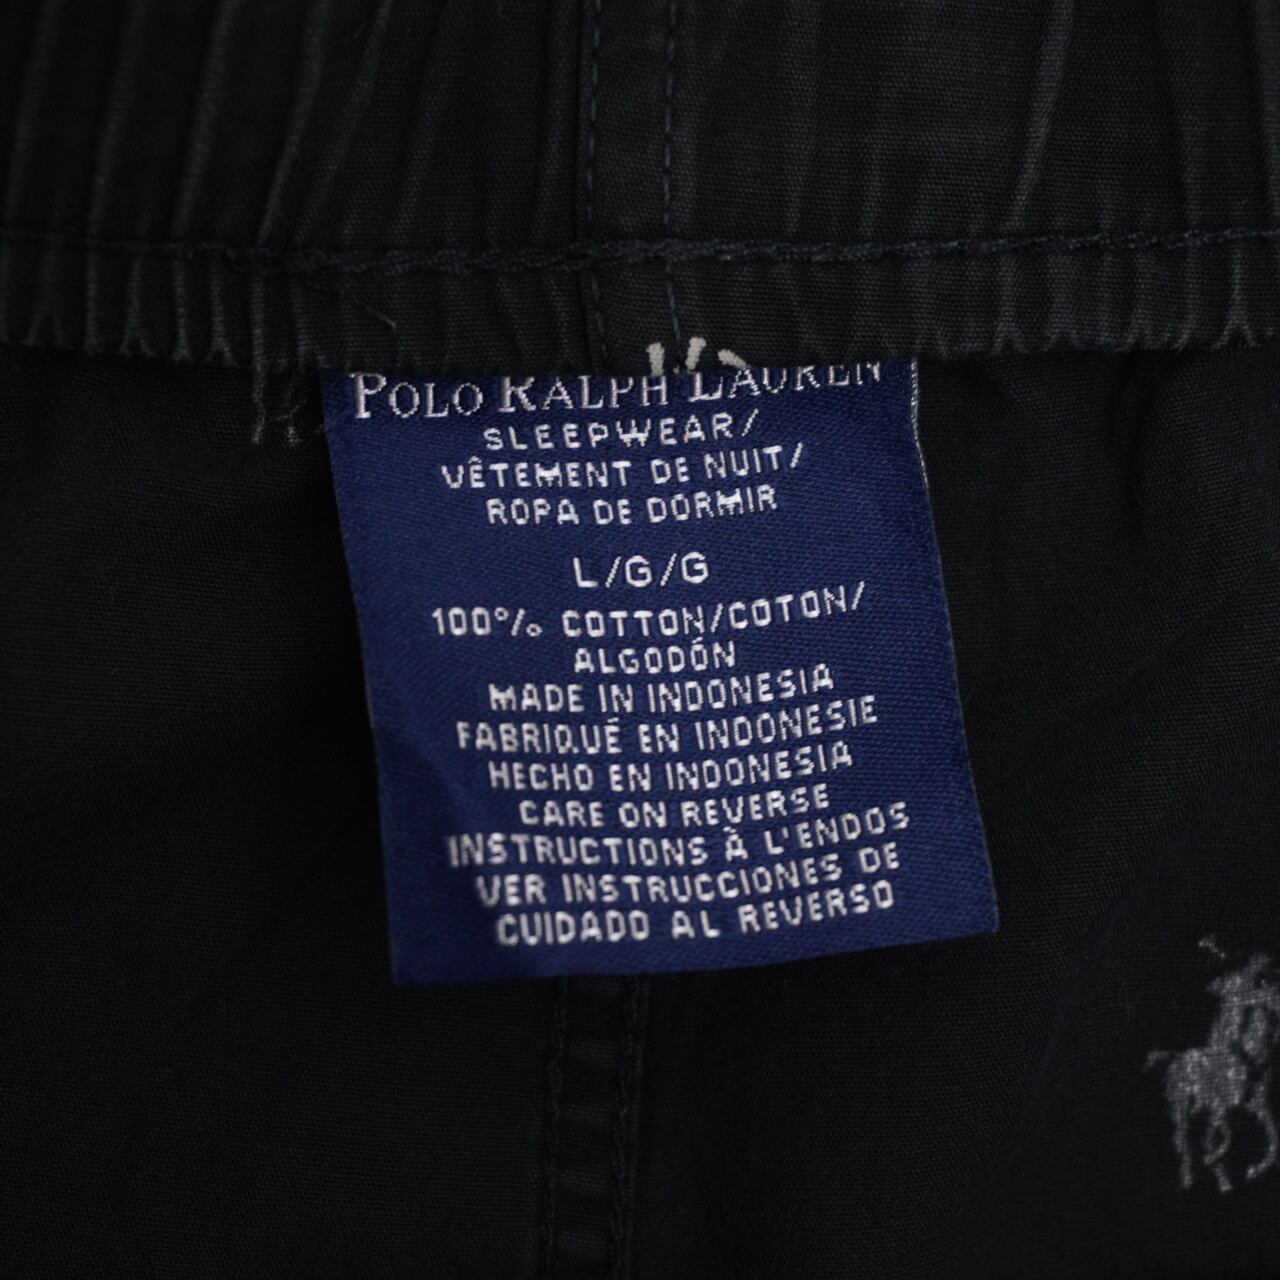 POLO RALPH LAUREN
SLEEPWEAR/
VÊTEMENT DE NUIT/
ROPA DE DORMIR
L/G/G
100% COTTON/COTON/
ALGODÓN
MADE IN INDONESIA
FABRIQUÉ EN INDONESIE
HECHO EN INDONESIA
CARE ON REVERSE
INSTRUCTIONS À L'ENDOS
VER INSTRUCCIONES DE
CUIDADO AL REVERSO